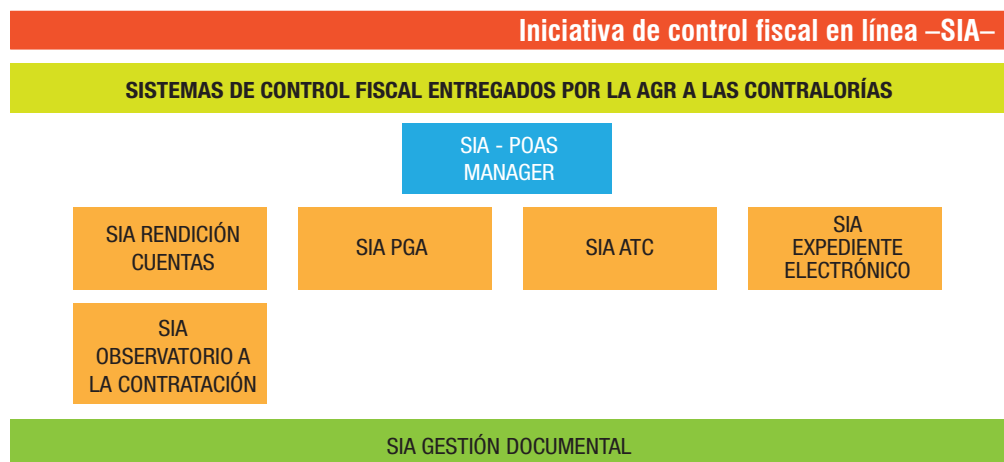 Iniciativa de control fiscal en línea –SIA–
SISTEMAS DE CONTROL FISCAL ENTREGADOS POR LA AGR A LAS CONTRALORÍAS
SIA - POAS
MANAGER
SIA RENDICIÓN
CUENTAS
SIA PGA
SIA ATC
SIA
EXPEDIENTE
ELECTRÓNICO
SIA
OBSERVATORIO A
LA CONTRATACIÓN
SIA GESTIÓN DOCUMENTAL